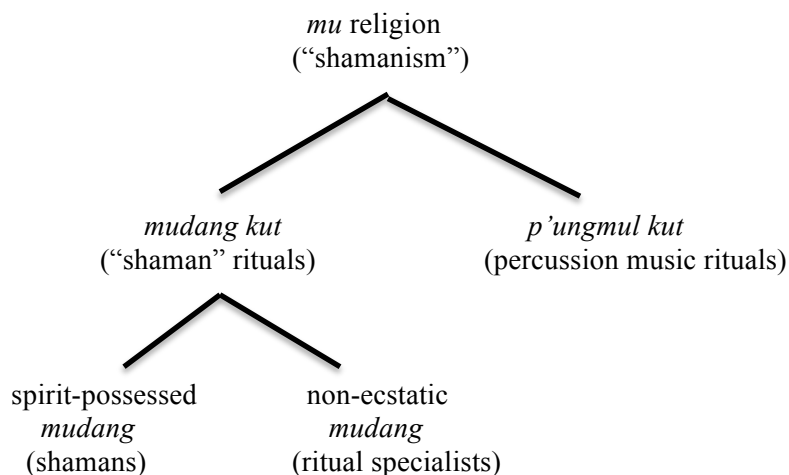 mu religion
(“shamanism”)
mudang kut
(“shaman” rituals)
p’ungmul kut
(percussion music rituals)
spirit-possessed
mudang
(shamans)
non-ecstatic
mudang
(ritual specialists)